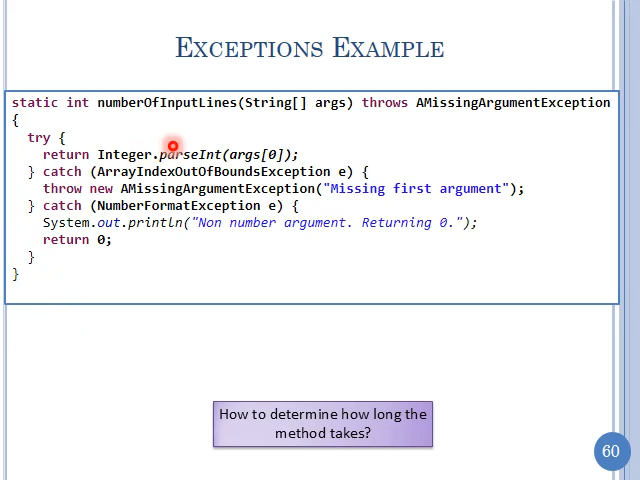 EXCEPTIONS EXAMPLE
static int numberOfInputLines(String[] args) throws AMissingArgumentException
{
  try {
    return Integer.parseInt(args[0]);
  } catch (ArrayIndexOutOfBoundsException e) {
    throw new AMissingArgumentException("Missing first argument");
  } catch (NumberFormatException e) {
    System.out.println("Non number argument. Returning 0.");
    return 0;
  }
}
How to determine how long the
method takes?
60